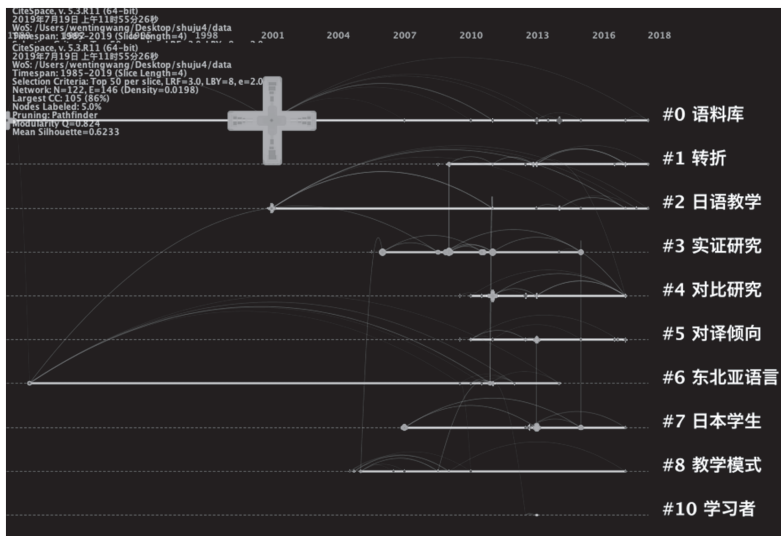 CiteSpace, v. 5.3.R11 (64-bit)
2019年7月19日 上午11时55分26秒
WoS: /Users/wentingwang/Desktop/shuju4/data
Timespan: 1985-2019 (Slice Length=4)
1998 2001 2004 2007 2010 2013 2016 2018
CiteSpace, v. 5.3.R11 (64-bit)
2019年7月19日 上午11时55分26秒
WoS: /Users/wentingwang/Desktop/shuju4/data
Timespan: 1985-2019 (Slice Length=4)
Selection Criteria: Top 50 per slice, LRF=3.0, LBY=8, e=2.0
Network: N=122, E=146 (Density=0.0198)
Largest CC: 105 (86%)
Nodes Labeled: 5.0%
Pruning: Pathfinder
Modularity Q=0.824
Mean Silhouette=0.6233
#0 语料库
#1 转折
#2 日语教学
#3 实证研究
#4 对比研究
#5 对译倾向
#6 东北亚语言
#7 日本学生
#8 教学模式
#10 学习者